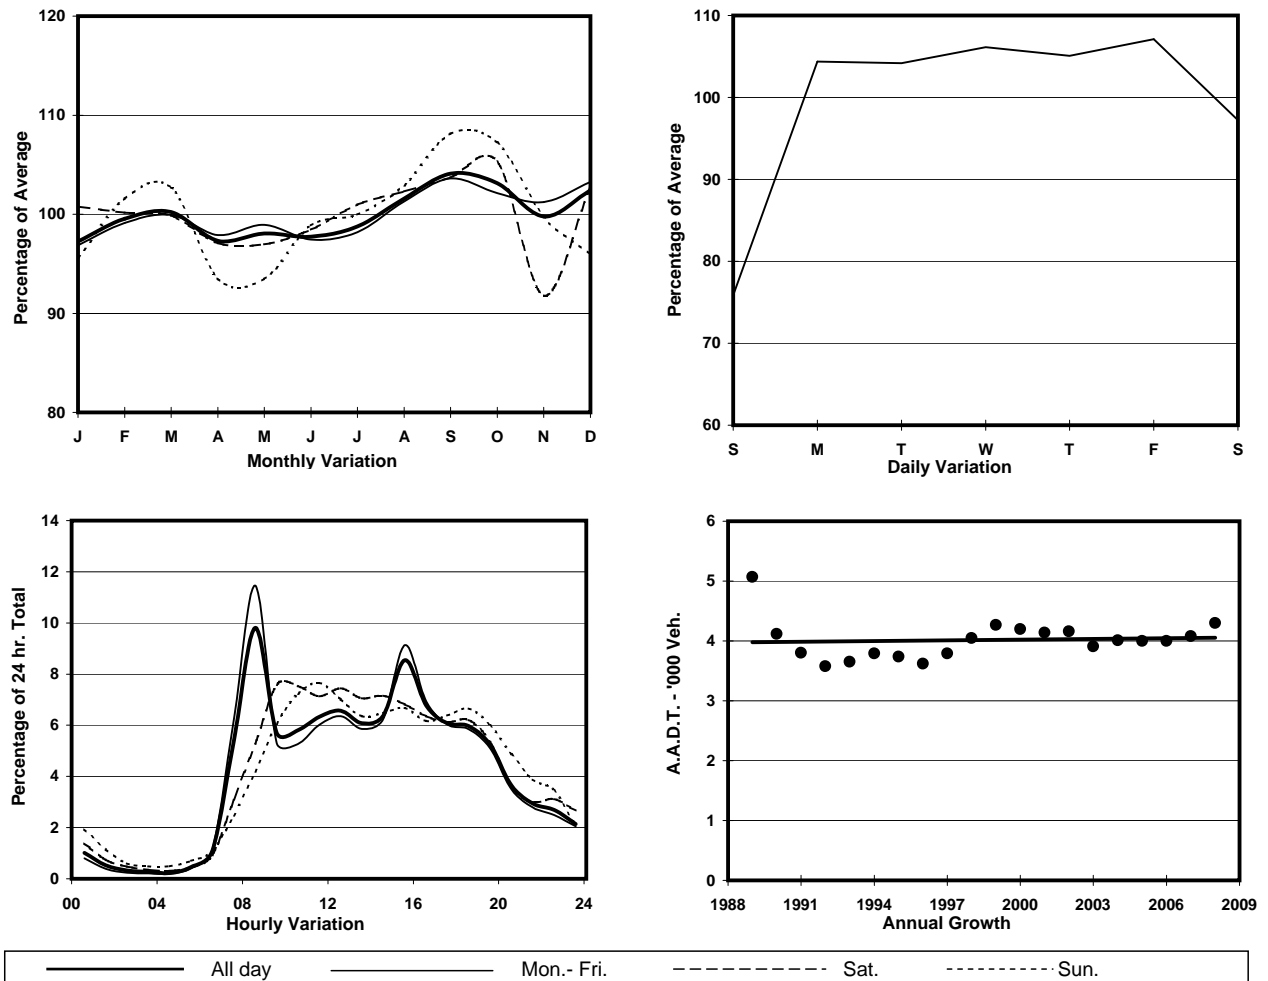 120
110
100
90
80
Percentage of Average
J F M A M J J A S O N D
Monthly Variation
110
100
90
80
70
60
Percentage of Average
S M T W T F S
Daily Variation
14
12
10
8
6
4
2
0
Percentage of 24 hr. Total
00 04 08 12 16 20 24
Hourly Variation
6
5
4
3
2
1
0
A.A.D.T. - '000 Veh.
1988 1991 1994 1997 2000 2003 2006 2009
Annual Growth
All day Mon.- Fri. Sat. Sun.